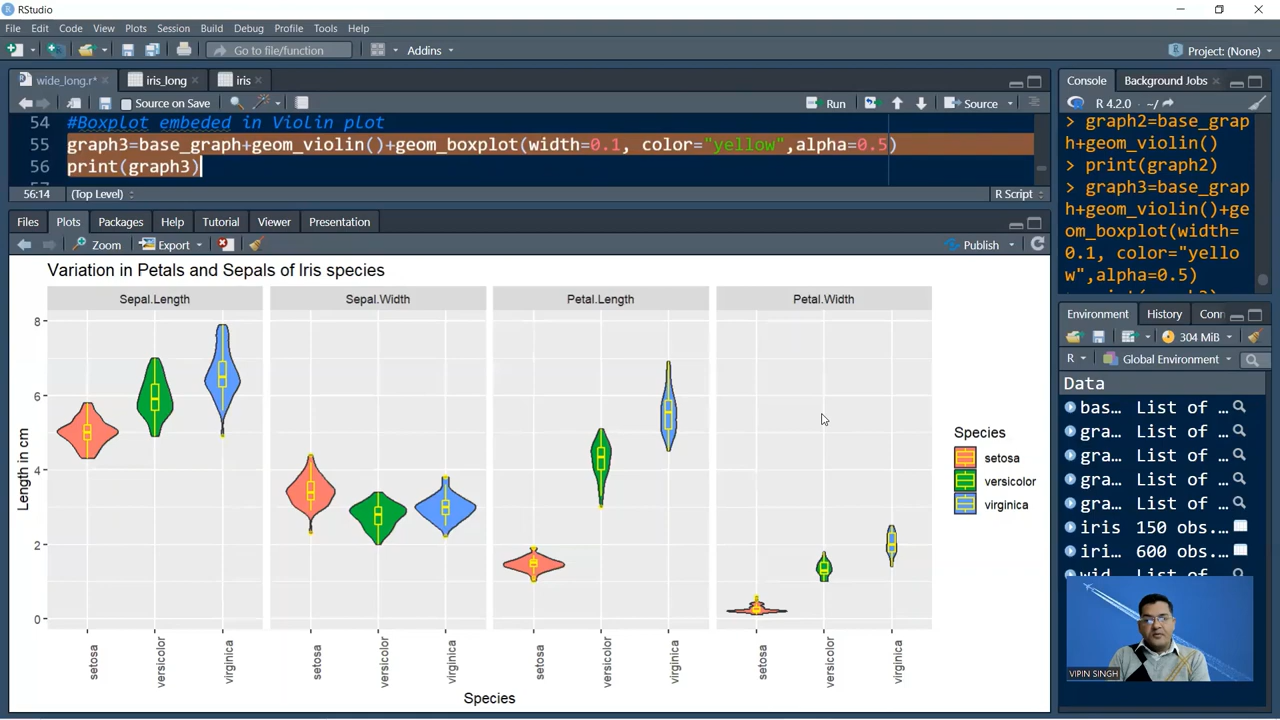 RStudio
File Edit Code View Plots Session Build Debug Profile Tools Help
Go to file/function Addins Project: (None)
wide_long.r* iris_long iris
Source on Save Run Source
54 #Boxplot embeded in Violin plot
55 graph3=base_graph+geom_violin()+geom_boxplot(width=0.1, color="yellow",alpha=0.5)
56 print(graph3)
56:14 (Top Level) R Script
Files Plots Packages Help Tutorial Viewer Presentation
Zoom Export Publish
Variation in Petals and Sepals of Iris species
Sepal.Length Sepal.Width Petal.Length Petal.Width
8
6
4
2
0
Length in cm
setosa versicolor virginica setosa versicolor virginica setosa versicolor virginica setosa versicolor virginica
Species
Species
setosa
versicolor
virginica
Console Background Jobs
R 4.2.0 · ~/
> graph2=base_grap
h+geom_violin()
> print(graph2)
> graph3=base_grap
h+geom_violin()+ge
om_boxplot(width=
0.1, color="yello
w",alpha=0.5)
Environment History Conn
304 MiB
R Global Environment
Data
bas… List of …
gra… List of …
gra… List of …
gra… List of …
gra… List of …
iris 150 obs.…
iri… 600 obs.…
VIPIN SINGH